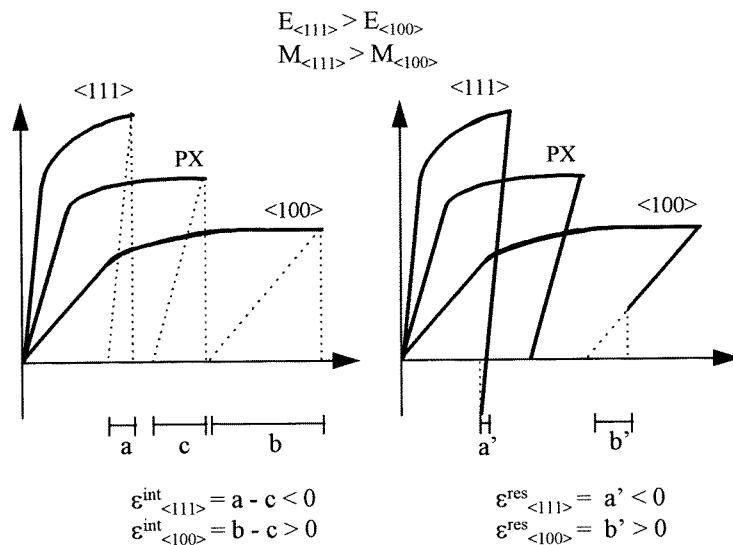 E<111> > E<100>
M<111> > M<100>
<111>
PX
<100>
a
c
b
εint<111> = a - c < 0
εint<100> = b - c > 0
<111>
PX
<100>
a’
b’
εres<111> = a’ < 0
εres<100> = b’ > 0